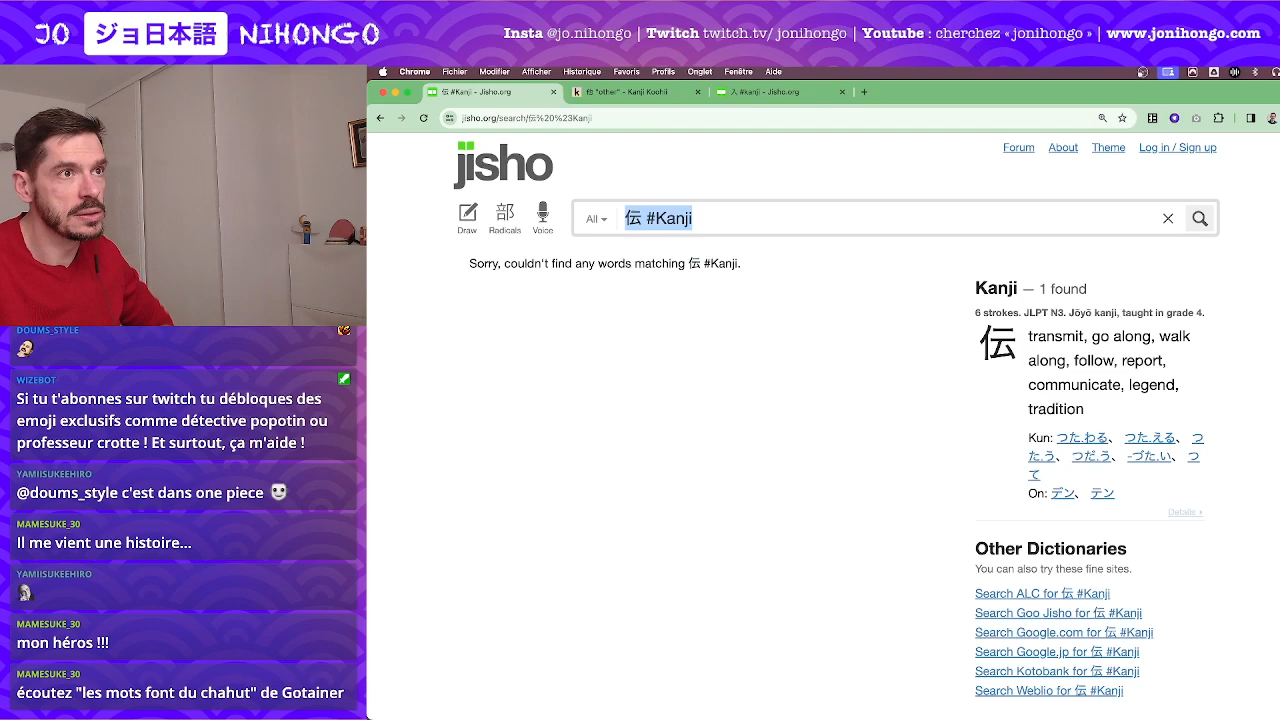 JO ジョ日本語 NIHONGO
Insta @jo.nihongo | Twitch twitch.tv/ jonihongo | Youtube : cherchez «jonihongo » | www.jonihongo.com
Chrome Fichier Modifier Afficher Historique Favoris Profils Onglet Fenêtre Aide
伝 #Kanji - Jisho.org
他 "other" - Kanji Koohii
人 #kanji - Jisho.org
jisho.org/search/伝%20%23Kanji
jisho
Forum About Theme Log in / Sign up
Draw Radicals Voice
All 伝 #Kanji
Sorry, couldn't find any words matching 伝 #Kanji.
Kanji — 1 found
6 strokes. JLPT N3. Jōyō kanji, taught in grade 4.
伝
transmit, go along, walk
along, follow, report,
communicate, legend,
tradition
Kun: つた.わる、 つた.える、 つ
た.う、 つだ.う、 -づた.い、 つ
て
On: デン、 テン
Details
Other Dictionaries
You can also try these fine sites.
Search ALC for 伝 #Kanji
Search Goo Jisho for 伝 #Kanji
Search Google.com for 伝 #Kanji
Search Google.jp for 伝 #Kanji
Search Kotobank for 伝 #Kanji
Search Weblio for 伝 #Kanji
DOUMS_STYLE
WIZEBOT
Si tu t'abonnes sur twitch tu débloques des
emoji exclusifs comme détective popotin ou
professeur crotte ! Et surtout, ça m'aide !
YAMIISUKEEHIRO
@doums_style c'est dans one piece
MAMESUKE_30
Il me vient une histoire...
YAMIISUKEEHIRO
MAMESUKE_30
mon héros !!!
MAMESUKE_30
écoutez "les mots font du chahut" de Gotainer